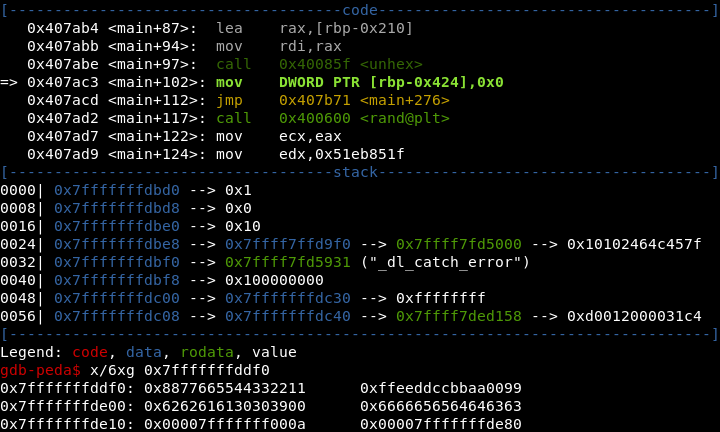 [-------------------------------------code-------------------------------------]
   0x407ab4 <main+87>:	lea    rax,[rbp-0x210]
   0x407abb <main+94>:	mov    rdi,rax
   0x407abe <main+97>:	call   0x40085f <unhex>
=> 0x407ac3 <main+102>:	mov    DWORD PTR [rbp-0x424],0x0
   0x407acd <main+112>:	jmp    0x407b71 <main+276>
   0x407ad2 <main+117>:	call   0x400600 <rand@plt>
   0x407ad7 <main+122>:	mov    ecx,eax
   0x407ad9 <main+124>:	mov    edx,0x51eb851f
[------------------------------------stack-------------------------------------]
0000| 0x7fffffffdbd0 --> 0x1
0008| 0x7fffffffdbd8 --> 0x0
0016| 0x7fffffffdbe0 --> 0x10
0024| 0x7fffffffdbe8 --> 0x7ffff7ffd9f0 --> 0x7ffff7fd5000 --> 0x10102464c457f
0032| 0x7fffffffdbf0 --> 0x7ffff7fd5931 ("_dl_catch_error")
0040| 0x7fffffffdbf8 --> 0x100000000
0048| 0x7fffffffdc00 --> 0x7fffffffdc30 --> 0xffffffff
0056| 0x7fffffffdc08 --> 0x7fffffffdc40 --> 0x7ffff7ded158 --> 0xd0012000031c4
[------------------------------------------------------------------------------]
Legend: code, data, rodata, value
gdb-peda$ x/6xg 0x7fffffffddf0
0x7fffffffddf0:	0x8877665544332211	0xffeeddccbbaa0099
0x7fffffffde00:	0x6262616130303900	0x6666656564646363
0x7fffffffde10:	0x00007fffffff000a	0x00007fffffffde80